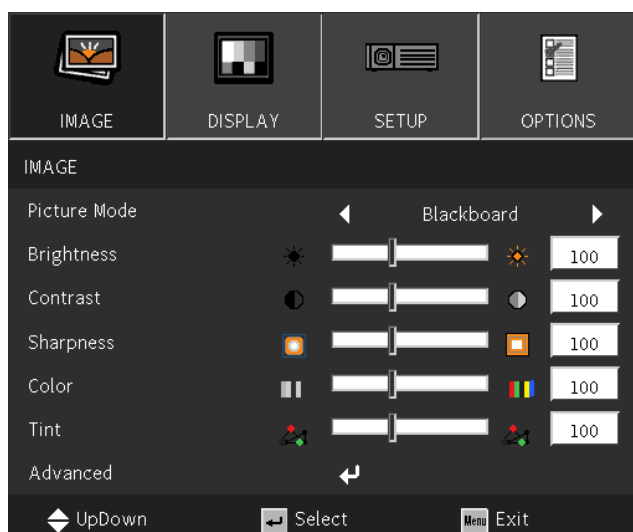 IMAGE DISPLAY SETUP OPTIONS
IMAGE
Picture Mode Blackboard
Brightness 100
Contrast 100
Sharpness 100
Color 100
Tint 100
Advanced
UpDown Select Menu Exit